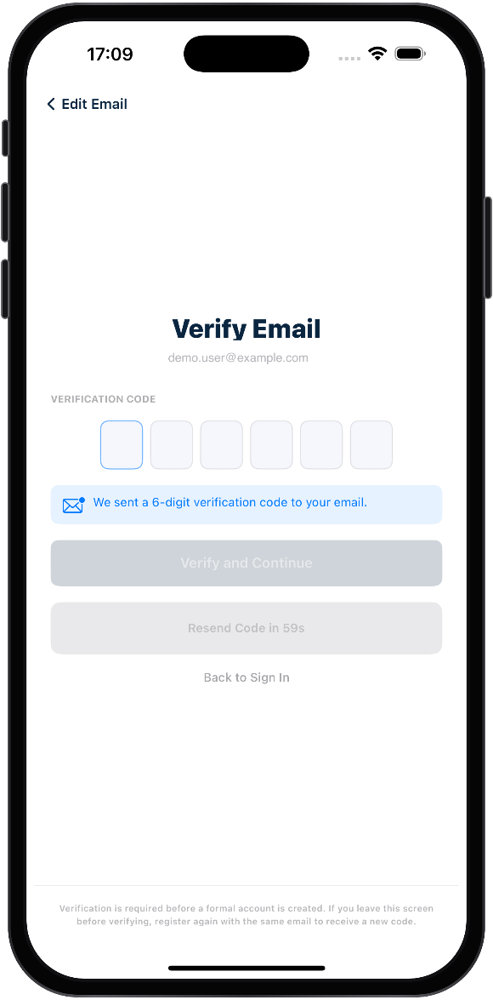 17:09
Edit Email
Verify Email
demo.user@example.com
VERIFICATION CODE
We sent a 6-digit verification code to your email.
Verify and Continue
Resend Code in 59s
Back to Sign In
Verification is required before a formal account is created. If you leave this screen
before verifying, register again with the same email to receive a new code.